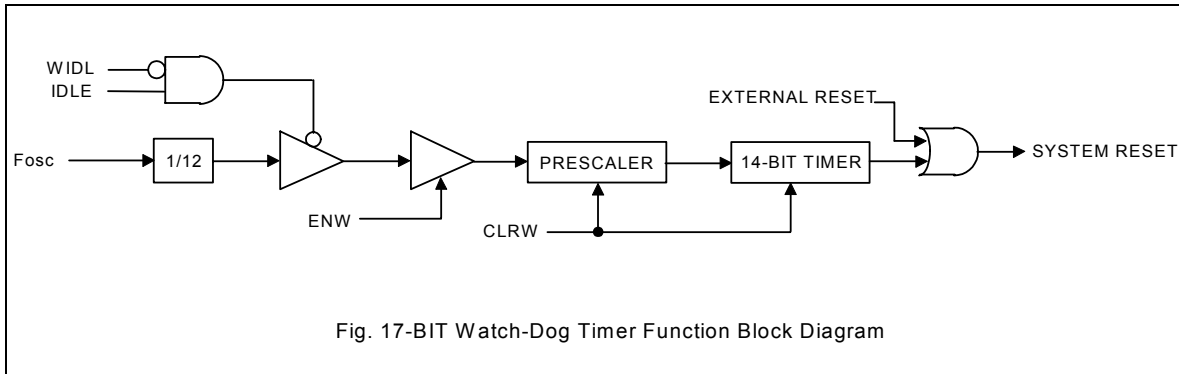 WIDL
IDLE
EXTERNAL RESET
Fosc
1/12
PRESCALER
14-BIT TIMER
SYSTEM RESET
ENW
CLRW
Fig. 17-BIT Watch-Dog Timer Function Block Diagram